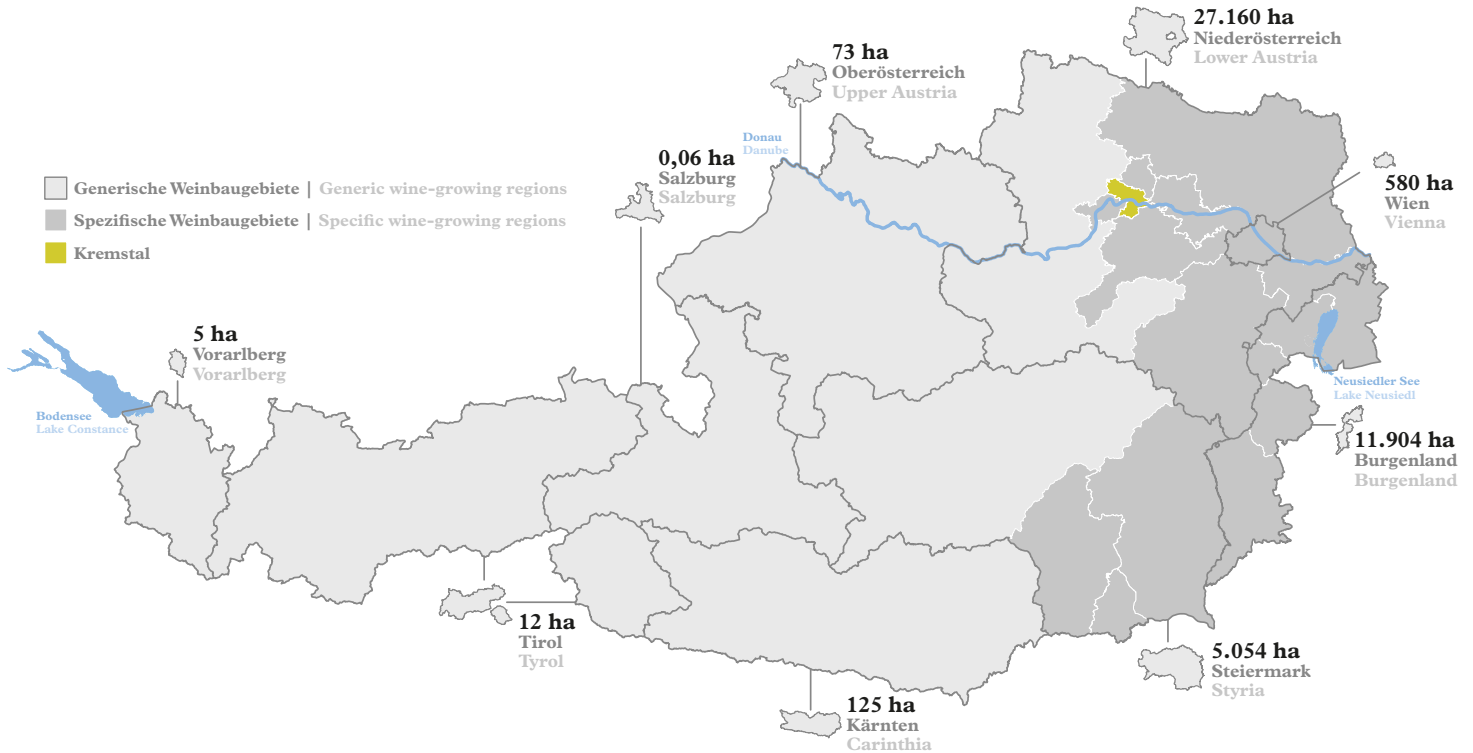 27.160 ha
Niederösterreich
Lower Austria
73 ha
Oberösterreich
Upper Austria
Donau
Danube
0,06 ha
Salzburg
Salzburg
580 ha
Wien
Vienna
Generische Weinbaugebiete | Generic wine-growing regions
Spezifische Weinbaugebiete | Specific wine-growing regions
Kremstal
5 ha
Vorarlberg
Vorarlberg
Bodensee
Lake Constance
Neusiedler See
Lake Neusiedl
11.904 ha
Burgenland
Burgenland
12 ha
Tirol
Tyrol
5.054 ha
Steiermark
Styria
125 ha
Kärnten
Carinthia